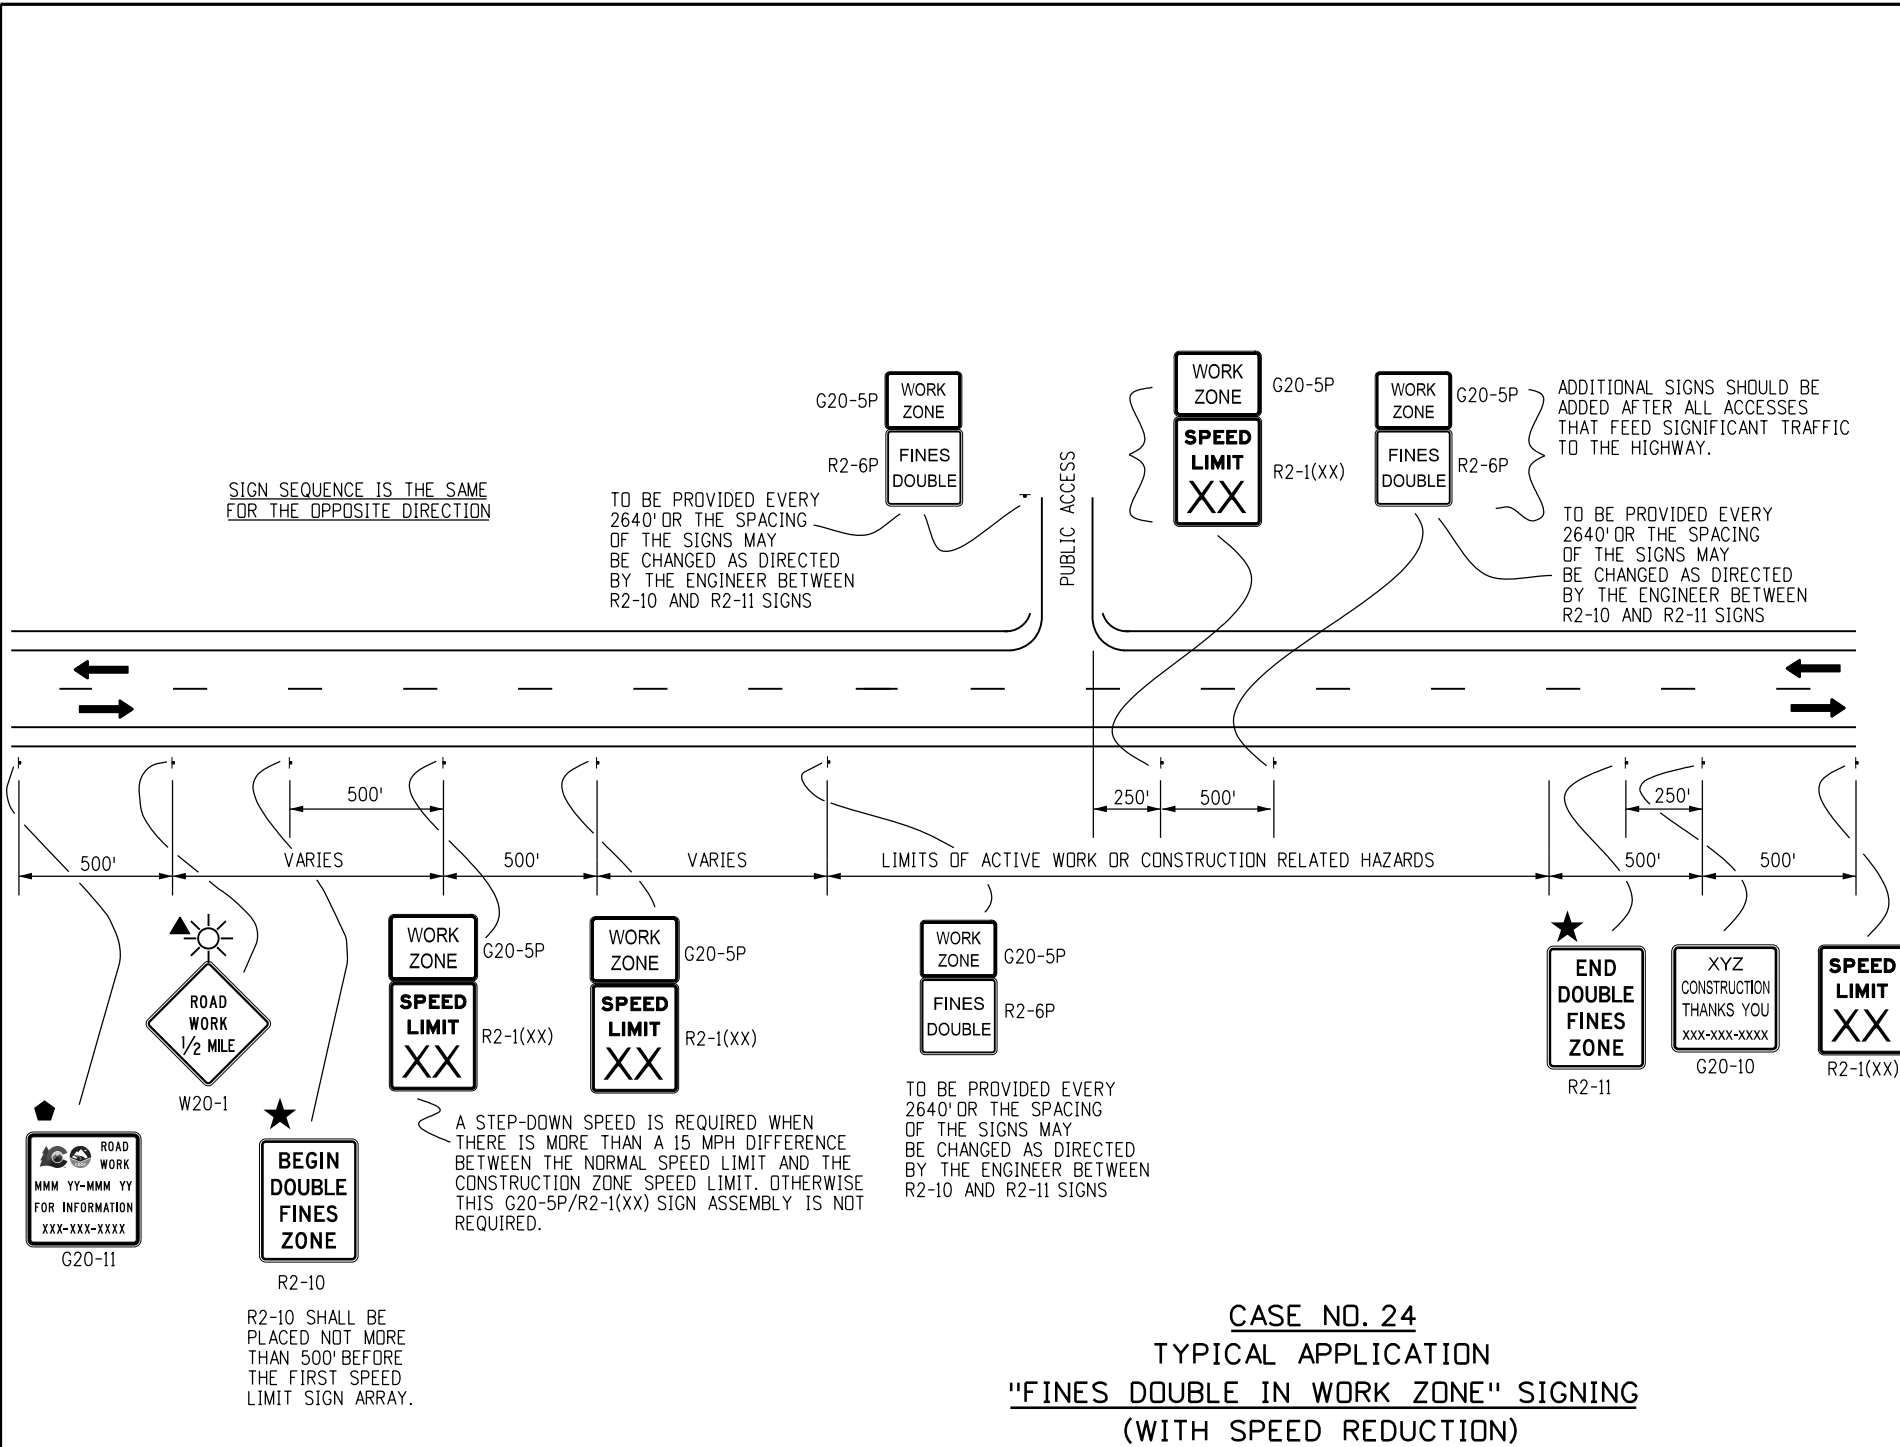 WORK
ZONE
G20-5P
FINES
DOUBLE
R2-6P
TO BE PROVIDED EVERY
2640' OR THE SPACING
OF THE SIGNS MAY
BE CHANGED AS DIRECTED
BY THE ENGINEER BETWEEN
R2-10 AND R2-11 SIGNS
SIGN SEQUENCE IS THE SAME
FOR THE OPPOSITE DIRECTION
PUBLIC ACCESS
WORK
ZONE
G20-5P
SPEED
LIMIT
XX
R2-1(XX)
WORK
ZONE
G20-5P
FINES
DOUBLE
R2-6P
ADDITIONAL SIGNS SHOULD BE
ADDED AFTER ALL ACCESSES
THAT FEED SIGNIFICANT TRAFFIC
TO THE HIGHWAY.
TO BE PROVIDED EVERY
2640' OR THE SPACING
OF THE SIGNS MAY
BE CHANGED AS DIRECTED
BY THE ENGINEER BETWEEN
R2-10 AND R2-11 SIGNS
500'
250'
500'
250'
500'
VARIES
500'
VARIES
LIMITS OF ACTIVE WORK OR CONSTRUCTION RELATED HAZARDS
500'
500'
ROAD
WORK
1/2 MILE
W20-1
ROAD
WORK
MMM YY-MMM YY
FOR INFORMATION
XXX-XXX-XXXX
G20-11
BEGIN
DOUBLE
FINES
ZONE
R2-10
R2-10 SHALL BE
PLACED NOT MORE
THAN 500' BEFORE
THE FIRST SPEED
LIMIT SIGN ARRAY.
WORK
ZONE
G20-5P
SPEED
LIMIT
XX
R2-1(XX)
A STEP-DOWN SPEED IS REQUIRED WHEN
THERE IS MORE THAN A 15 MPH DIFFERENCE
BETWEEN THE NORMAL SPEED LIMIT AND THE
CONSTRUCTION ZONE SPEED LIMIT. OTHERWISE
THIS G20-5P/R2-1(XX) SIGN ASSEMBLY IS NOT
REQUIRED.
WORK
ZONE
G20-5P
SPEED
LIMIT
XX
R2-1(XX)
WORK
ZONE
G20-5P
FINES
DOUBLE
R2-6P
TO BE PROVIDED EVERY
2640' OR THE SPACING
OF THE SIGNS MAY
BE CHANGED AS DIRECTED
BY THE ENGINEER BETWEEN
R2-10 AND R2-11 SIGNS
END
DOUBLE
FINES
ZONE
R2-11
XYZ
CONSTRUCTION
THANKS YOU
XXX-XXX-XXXX
G20-10
SPEED
LIMIT
XX
R2-1(XX)
CASE NO. 24
TYPICAL APPLICATION
"FINES DOUBLE IN WORK ZONE" SIGNING
(WITH SPEED REDUCTION)